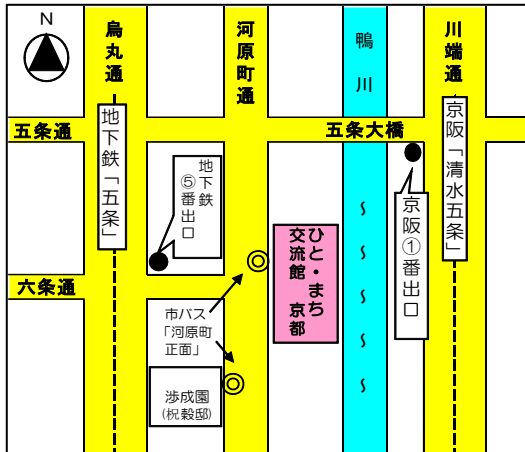 N
烏丸通
河原町通
鴨川
川端通
五条通
五条大橋
地下鉄「五条」
地下鉄
⑤番出口
京阪「清水五条」
京阪①番出口
六条通
ひと・まち
交流館 京都
市バス
「河原町
正面」
渉成園
(枳殻邸)